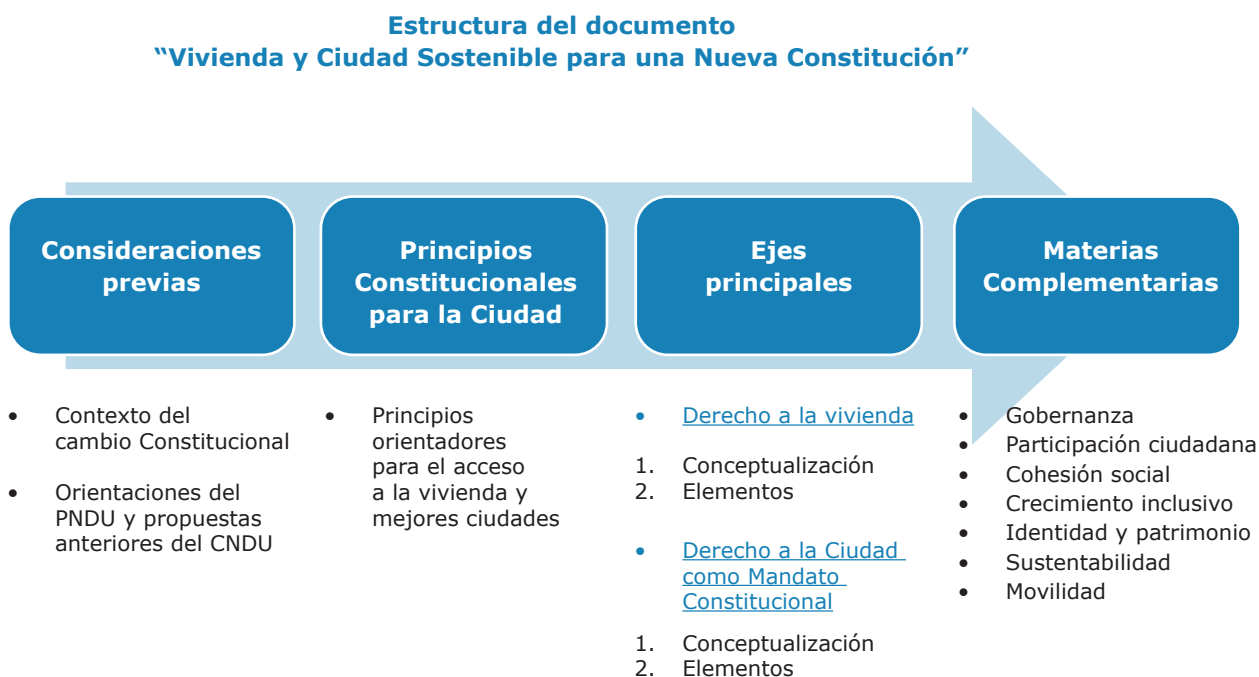 Estructura del documento
“Vivienda y Ciudad Sostenible para una Nueva Constitución”
Consideraciones
previas
Principios
Constitucionales
para la Ciudad
Ejes
principales
Materias
Complementarias
• Contexto del
cambio Constitucional
• Orientaciones del
PNDU y propuestas
anteriores del CNDU
• Principios
orientadores
para el acceso
a la vivienda y
mejores ciudades
• Derecho a la vivienda
1. Conceptualización
2. Elementos
• Derecho a la Ciudad
como Mandato
Constitucional
1. Conceptualización
2. Elementos
• Gobernanza
• Participación ciudadana
• Cohesión social
• Crecimiento inclusivo
• Identidad y patrimonio
• Sustentabilidad
• Movilidad